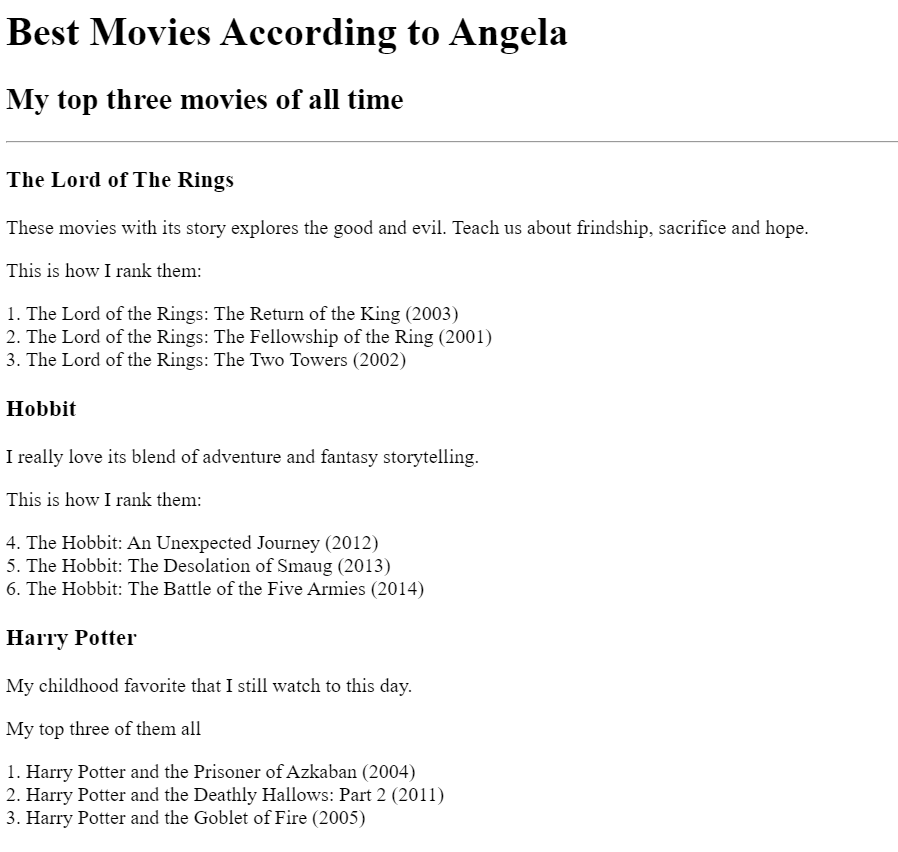 Best Movies According to Angela
My top three movies of all time
The Lord of The Rings
These movies with its story explores the good and evil. Teach us about frindship, sacrifice and hope.
This is how I rank them:
1. The Lord of the Rings: The Return of the King (2003)
2. The Lord of the Rings: The Fellowship of the Ring (2001)
3. The Lord of the Rings: The Two Towers (2002)
Hobbit
I really love its blend of adventure and fantasy storytelling.
This is how I rank them:
4. The Hobbit: An Unexpected Journey (2012)
5. The Hobbit: The Desolation of Smaug (2013)
6. The Hobbit: The Battle of the Five Armies (2014)
Harry Potter
My childhood favorite that I still watch to this day.
My top three of them all
1. Harry Potter and the Prisoner of Azkaban (2004)
2. Harry Potter and the Deathly Hallows: Part 2 (2011)
3. Harry Potter and the Goblet of Fire (2005)